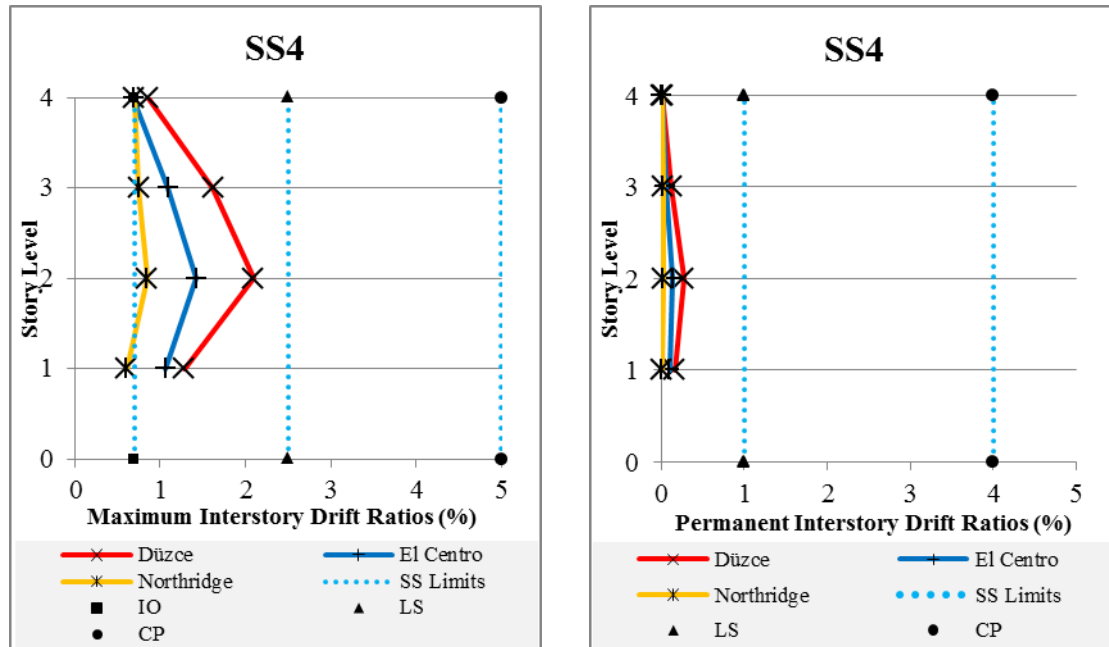 SS4
4
3
2
1
0
Story Level
0 1 2 3 4 5
Maximum Interstory Drift Ratios (%)
Düzce El Centro
Northridge SS Limits
IO LS
CP
SS4
4
3
2
1
0
Story Level
0 1 2 3 4 5
Permanent Interstory Drift Ratios (%)
Düzce El Centro
Northridge SS Limits
LS CP